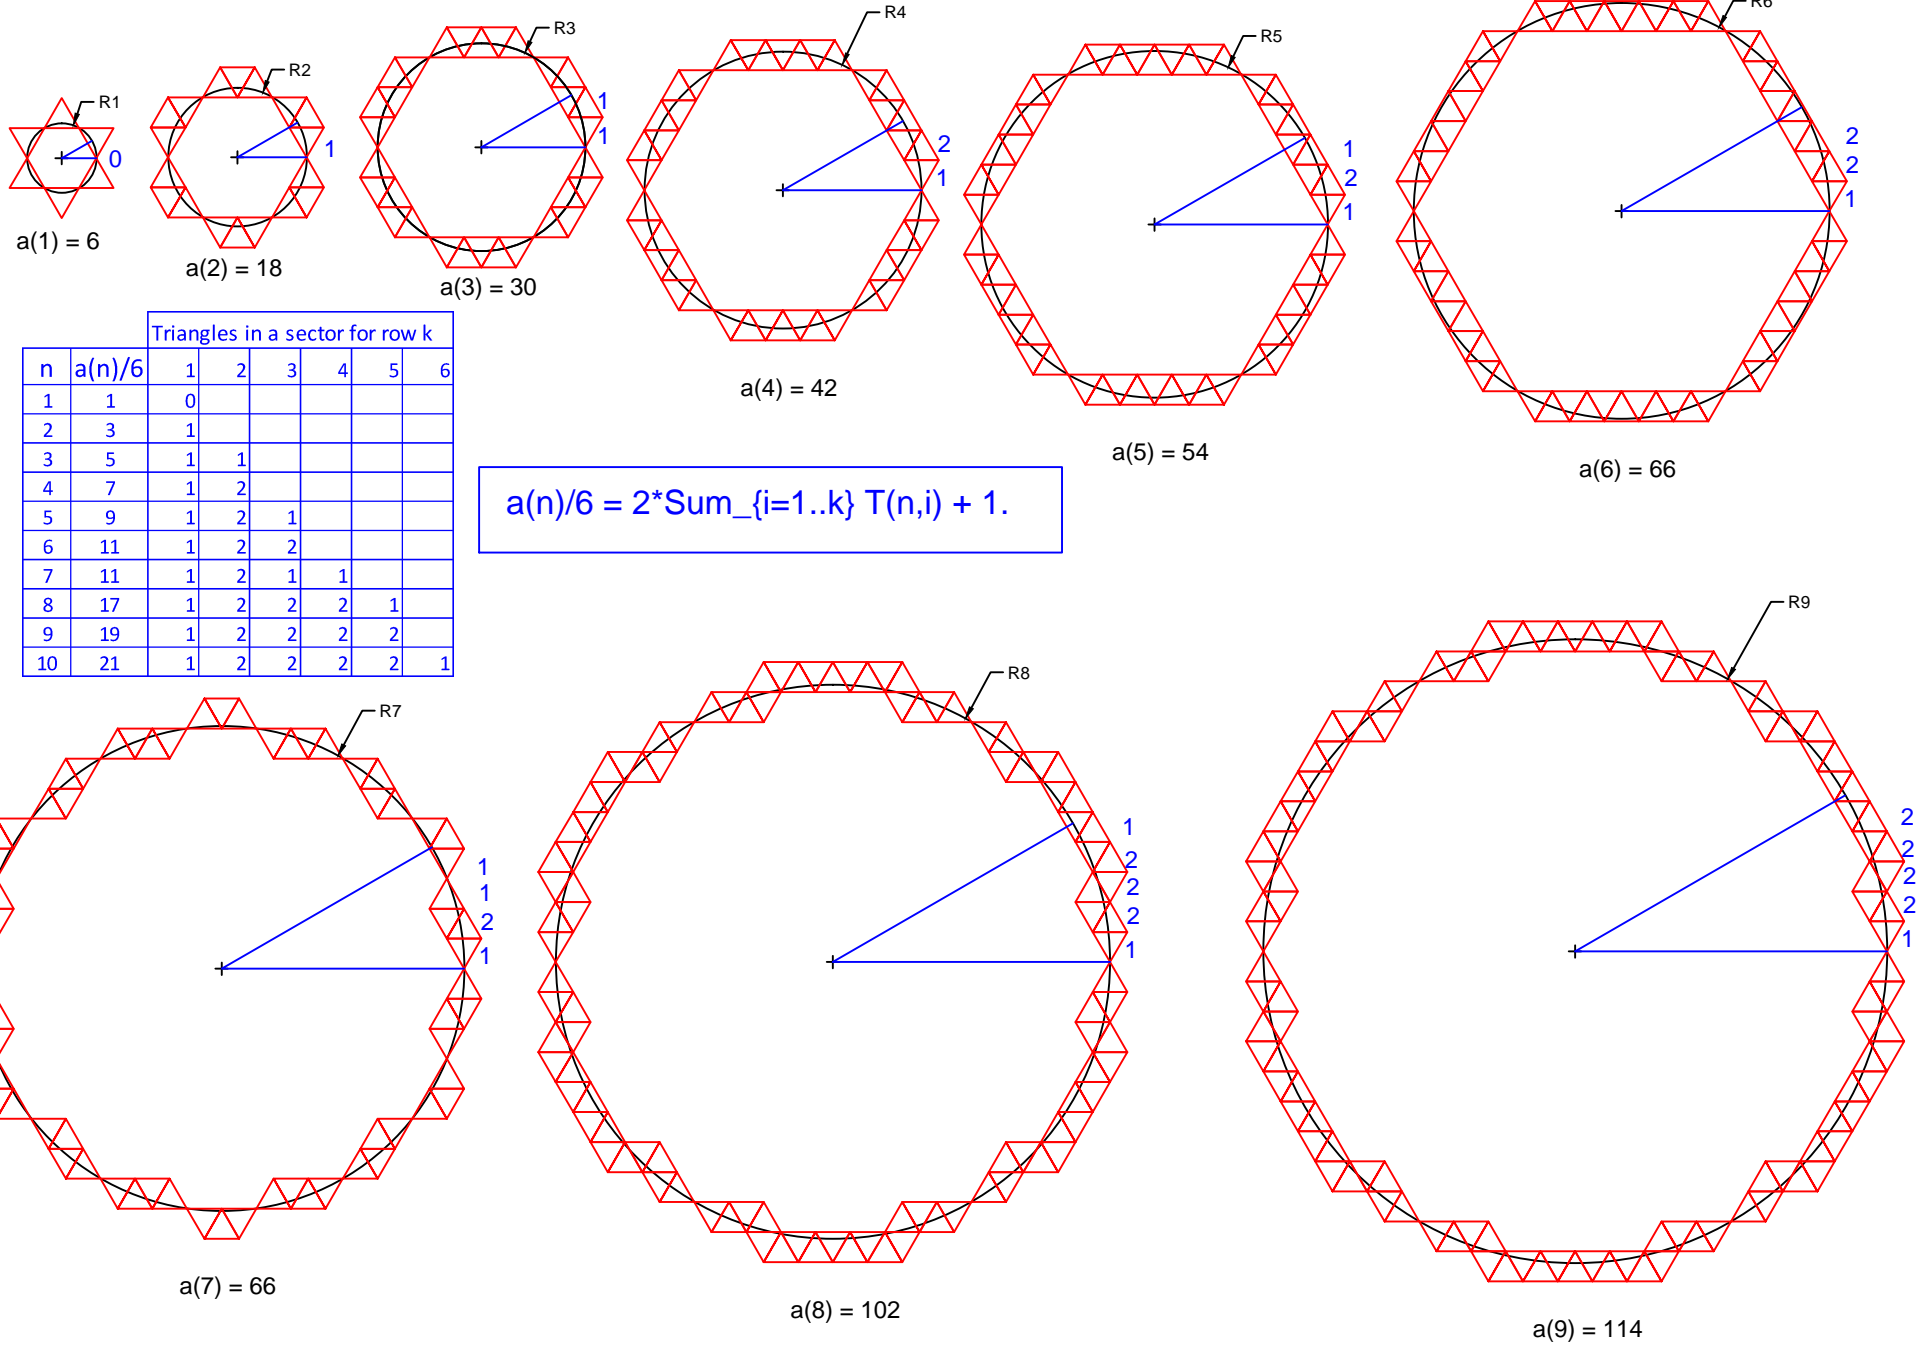 R1
0
a(1) = 6
R2
1
a(2) = 18
R3
1
1
a(3) = 30
R4
2
1
a(4) = 42
R5
1
2
1
a(5) = 54
R6
2
2
1
a(6) = 66
Triangles in a sector for row k
n a(n)/6 1 2 3 4 5 6
1 1 0
2 3 1
3 5 1 1
4 7 1 2
5 9 1 2 1
6 11 1 2 2
7 11 1 2 1 1
8 17 1 2 2 2 1
9 19 1 2 2 2 2
10 21 1 2 2 2 2 1
a(n)/6 = 2*Sum_{i=1..k} T(n,i) + 1.
R7
1
1
2
1
a(7) = 66
R8
1
2
2
2
1
a(8) = 102
R9
2
2
2
2
1
a(9) = 114